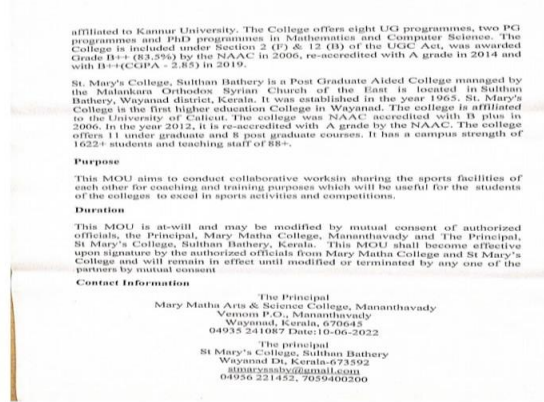 affiliated to Kannur University. The College offers eight UG programmes, two PG
programmes and PhD programmes in Mathematics and Computer Science. The
College is included under Section 2 (F) & 12 (B) of the UGC Act, was awarded
Grade B++ (83.5%) by the NAAC in 2006, re-accredited with A grade in 2014 and
with B++(CGPA - 2.85) in 2019.
St. Mary's College, Sulthan Bathery is a Post Graduate Aided College managed by
the Malankara Orthodox Syrian Church of the East is located in Sulthan
Bathery, Wayanad district, Kerala. It was established in the year 1965. St. Mary's
College is the first higher education College in Wayanad. The college is affiliated
to the University of Calicut. The college was NAAC accredited with B plus in
2006. In the year 2012, it is re-accredited with A grade by the NAAC. The college
offers 11 under graduate and 8 post graduate courses. It has a campus strength of
1622+ students and teaching staff of 88+.
Purpose
This MOU aims to conduct collaborative worksin sharing the sports facilities of
each other for coaching and training purposes which will be useful for the students
of the colleges to excel in sports activities and competitions.
Duration
This MOU is at-will and may be modified by mutual consent of authorized
officials, the Principal, Mary Matha College, Mananthavady and The Principal,
St Mary's College, Sulthan Bathery, Kerala. This MOU shall become effective
upon signature by the authorized officials from Mary Matha College and St Mary's
College and will remain in effect until modified or terminated by any one of the
partners by mutual consent
Contact Information
The Principal
Mary Matha Arts & Science College, Mananthavady
Vemom P.O., Mananthavady
Wayanad, Kerala, 670645
04935 241087 Date:10-06-2022
The principal
St Mary's College, Sulthan Bathery
Wayanad Dt, Kerala-673592
stmaryssby@gmail.com
04956 221452, 7059400200